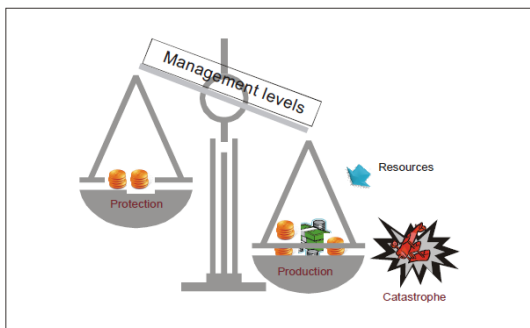 Management levels
Resources
Protection
Production
Catastrophe